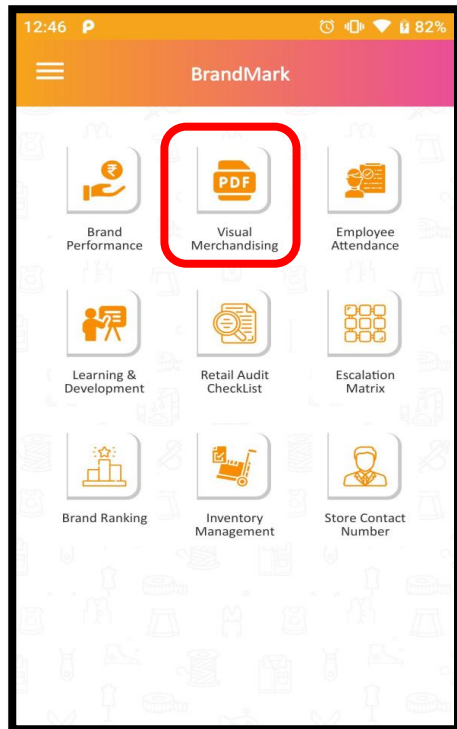 12:46 P 82%
BrandMark
₹
PDF
Brand
Performance
Visual
Merchandising
Employee
Attendance
Learning &
Development
Retail Audit
CheckList
Escalation
Matrix
Brand Ranking
Inventory
Management
Store Contact
Number